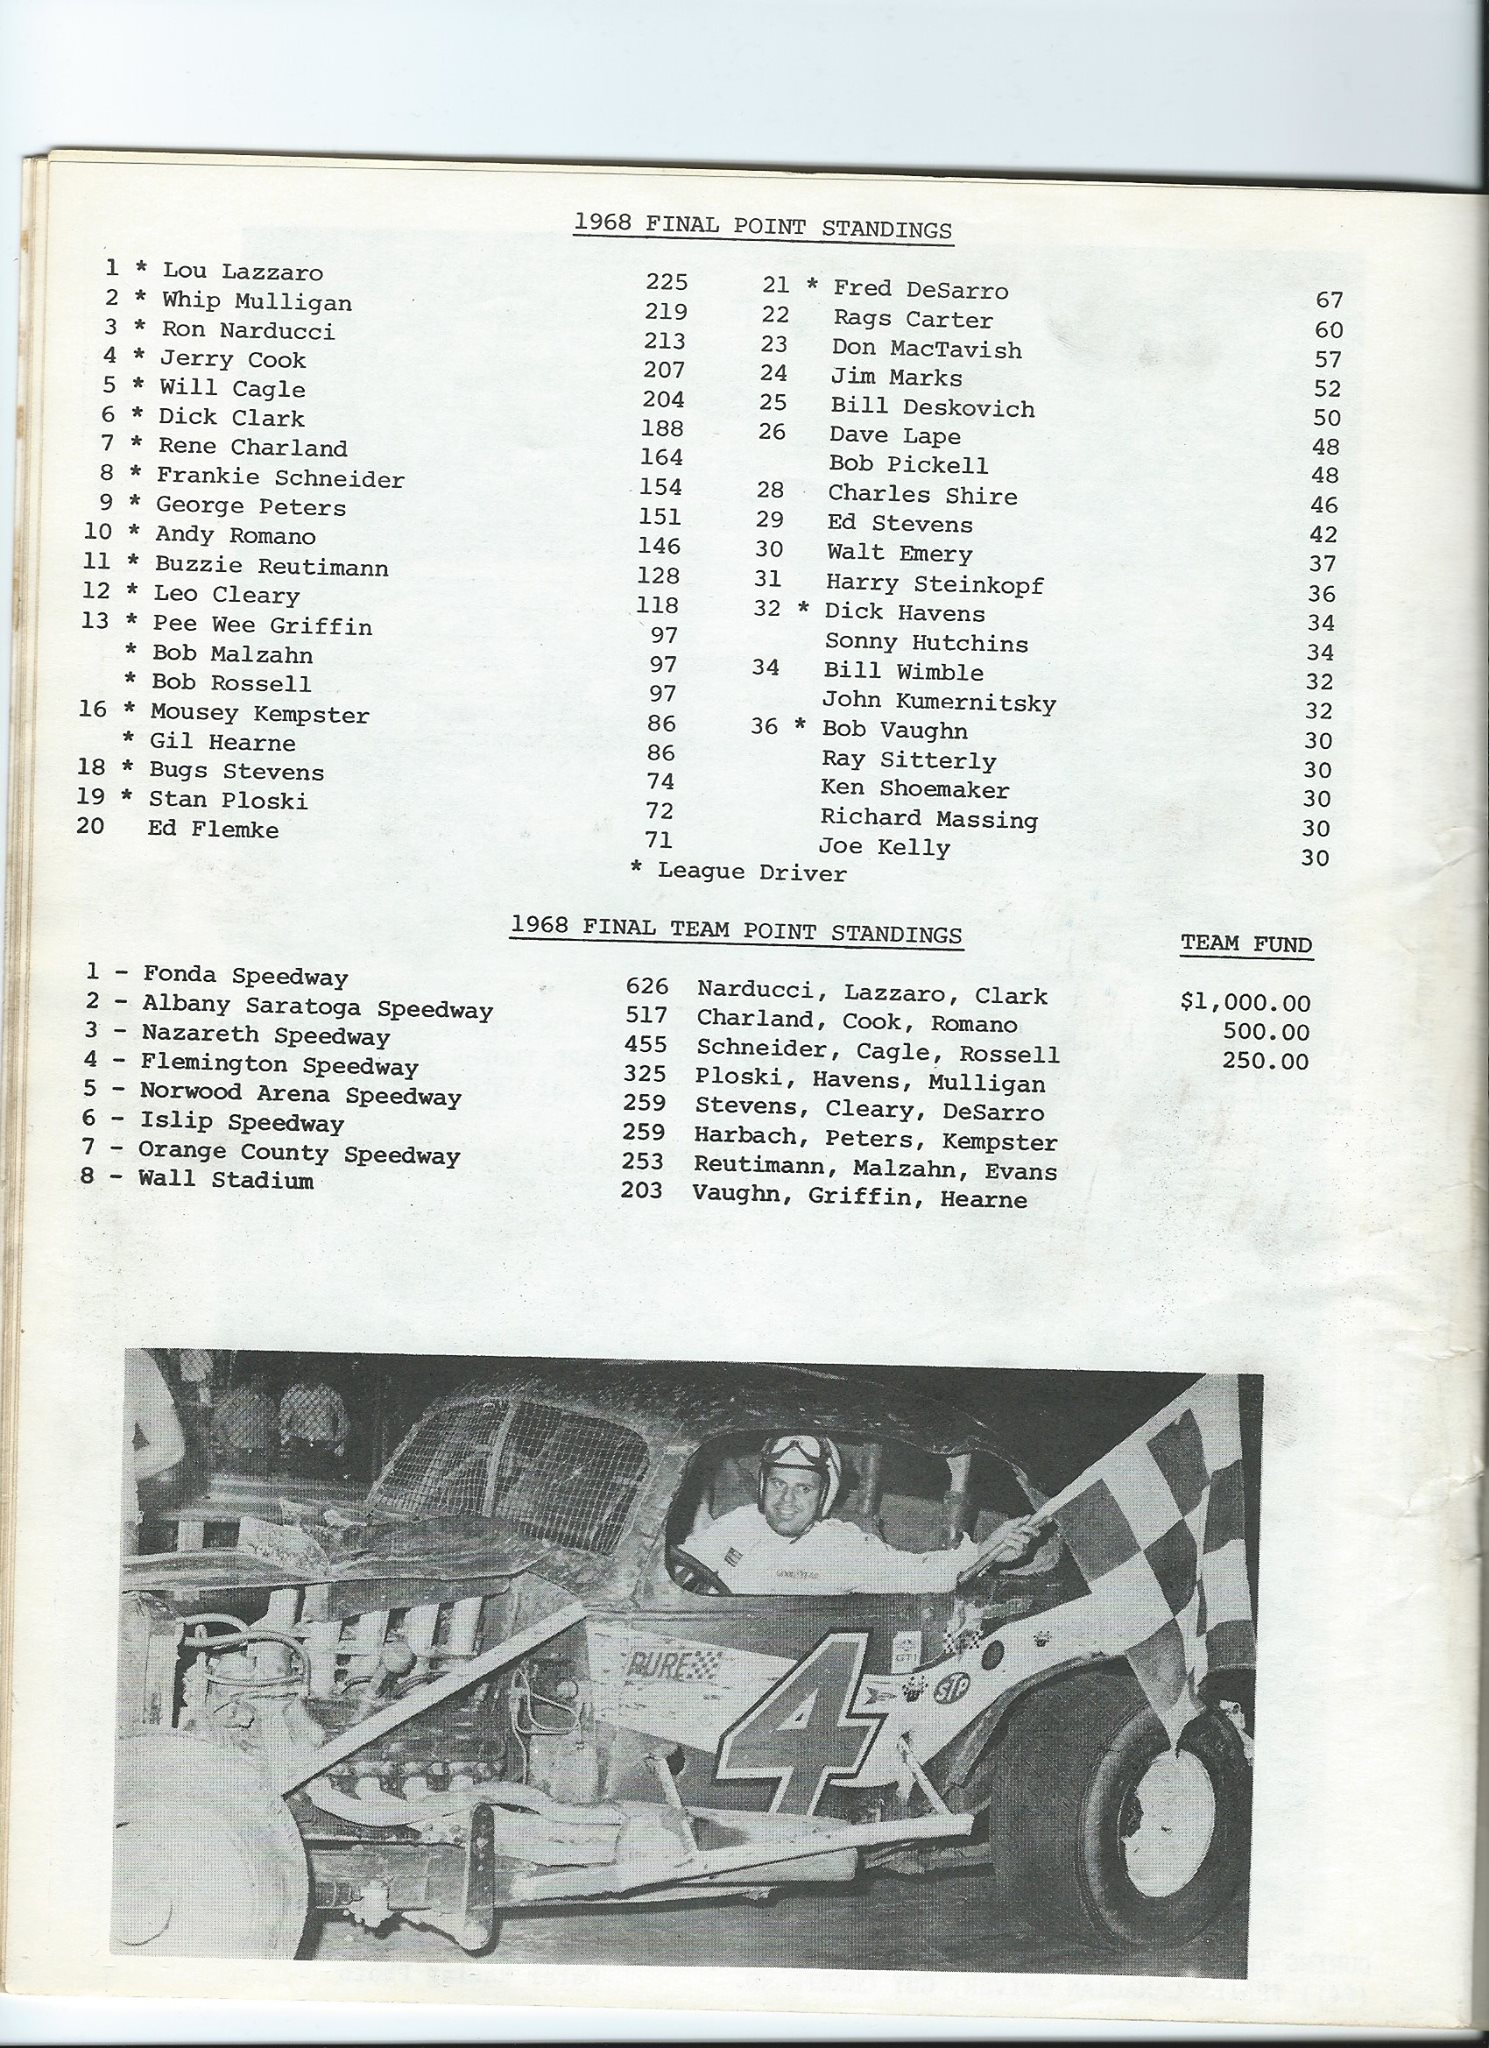 1968 FINAL POINT STANDINGS
1 * Lou Lazzaro 225
2 * Whip Mulligan 219
3 * Ron Narducci 213
4 * Jerry Cook 207
5 * Will Cagle 204
6 * Dick Clark 188
7 * Rene Charland 164
8 * Frankie Schneider 154
9 * George Peters 151
10 * Andy Romano 146
11 * Buzzie Reutimann 128
12 * Leo Cleary 118
13 * Pee Wee Griffin 97
* Bob Malzahn 97
* Bob Rossell 97
16 * Mousey Kempster 86
* Gil Hearne 86
18 * Bugs Stevens 74
19 * Stan Ploski 72
20 Ed Flemke 71
21 * Fred DeSarro 67
22 Rags Carter 60
23 Don MacTavish 57
24 Jim Marks 52
25 Bill Deskovich 50
26 Dave Lape 48
Bob Pickell 48
28 Charles Shire 46
29 Ed Stevens 42
30 Walt Emery 37
31 Harry Steinkopf 36
32 * Dick Havens 34
Sonny Hutchins 34
34 Bill Wimble 32
John Kumernitsky 32
36 * Bob Vaughn 30
Ray Sitterly 30
Ken Shoemaker 30
Richard Massing 30
Joe Kelly 30
* League Driver
1968 FINAL TEAM POINT STANDINGS TEAM FUND
1 - Fonda Speedway 626 Narducci, Lazzaro, Clark $1,000.00
2 - Albany Saratoga Speedway 517 Charland, Cook, Romano 500.00
3 - Nazareth Speedway 455 Schneider, Cagle, Rossell 250.00
4 - Flemington Speedway 325 Ploski, Havens, Mulligan
5 - Norwood Arena Speedway 259 Stevens, Cleary, DeSarro
6 - Islip Speedway 259 Harbach, Peters, Kempster
7 - Orange County Speedway 253 Reutimann, Malzahn, Evans
8 - Wall Stadium 203 Vaughn, Griffin, Hearne
PURE
4
STP